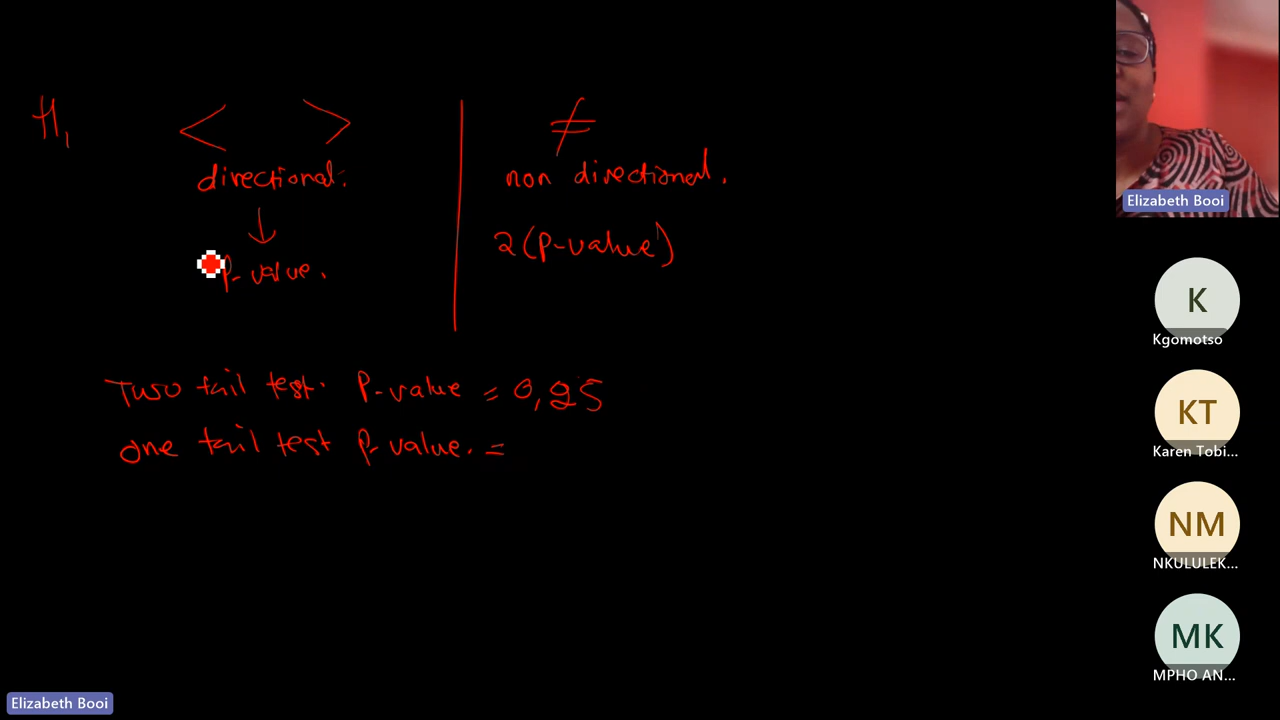 H₁ < > ≠
directional. non directional.
↓ 2(P-value)
P-value.
Two tail test. P-value = 0,25
one tail test P-value. =
Elizabeth Booi
K
Kgomotso
KT
Karen Tobi...
NM
NKULULEK...
MK
MPHO AN...
Elizabeth Booi